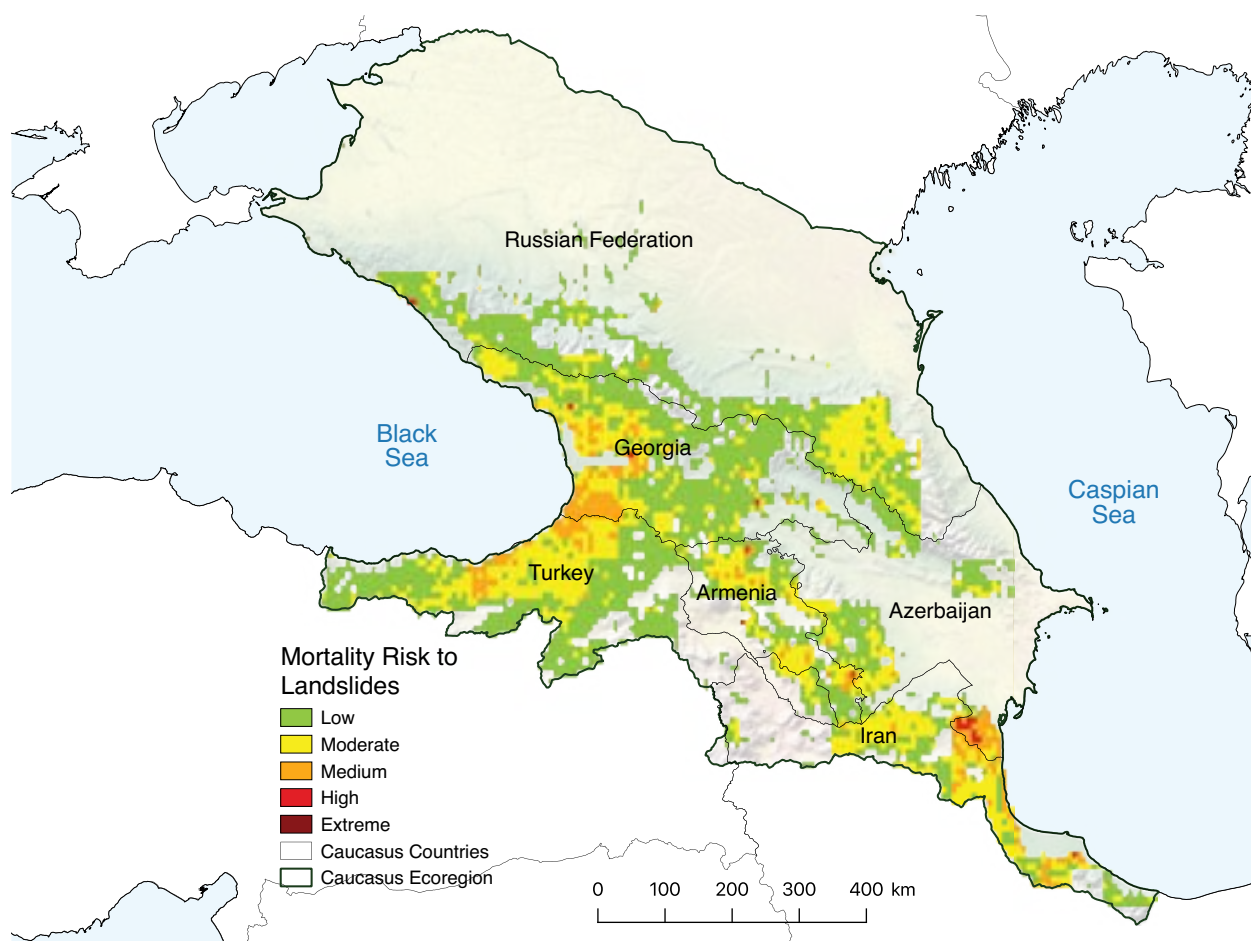 Russian Federation
Black
Sea
Georgia
Caspian
Sea
Turkey
Armenia
Azerbaijan
Iran
Mortality Risk to
Landslides
Low
Moderate
Medium
High
Extreme
Caucasus Countries
Caucasus Ecoregion
0 100 200 300 400 km